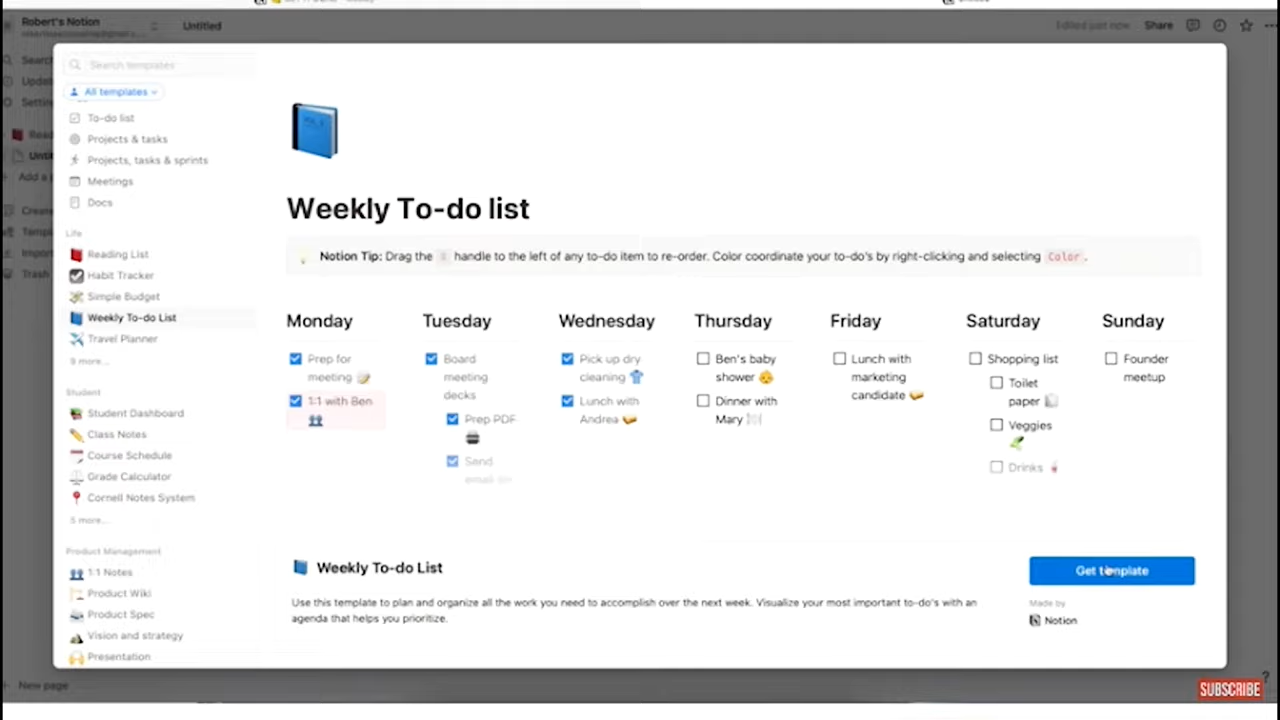 Robert's Notion
Untitled
Edited just now
Share
Search templates
All templates
To-do list
Projects & tasks
Projects, tasks & sprints
Meetings
Docs
Life
Reading List
Habit Tracker
Simple Budget
Weekly To-do List
Travel Planner
9 more...
Student
Student Dashboard
Class Notes
Course Schedule
Grade Calculator
Cornell Notes System
5 more...
Product Management
1:1 Notes
Product Wiki
Product Spec
Vision and strategy
Presentation
Weekly To-do list
Notion Tip: Drag the handle to the left of any to-do item to re-order. Color coordinate your to-do's by right-clicking and selecting Color.
Monday
Prep for
meeting
1:1 with Ben
Tuesday
Board
meeting
decks
Prep PDF
Send
email
Wednesday
Pick up dry
cleaning
Lunch with
Andrea
Thursday
Ben's baby
shower
Dinner with
Mary
Friday
Lunch with
marketing
candidate
Saturday
Shopping list
Toilet
paper
Veggies
Drinks
Sunday
Founder
meetup
Weekly To-do List
Use this template to plan and organize all the work you need to accomplish over the next week. Visualize your most important to-do's with an
agenda that helps you prioritize.
Get template
Made by
Notion
New page
Trash
SUBSCRIBE